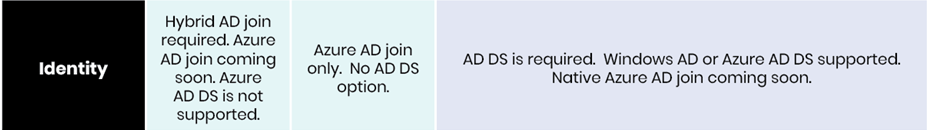 Identity
Hybrid AD join
required. Azure
AD join coming
soon. Azure
AD DS is not
supported.
Azure AD join
only.  No AD DS
option.
AD DS is required.  Windows AD or Azure AD DS supported.
Native Azure AD join coming soon.